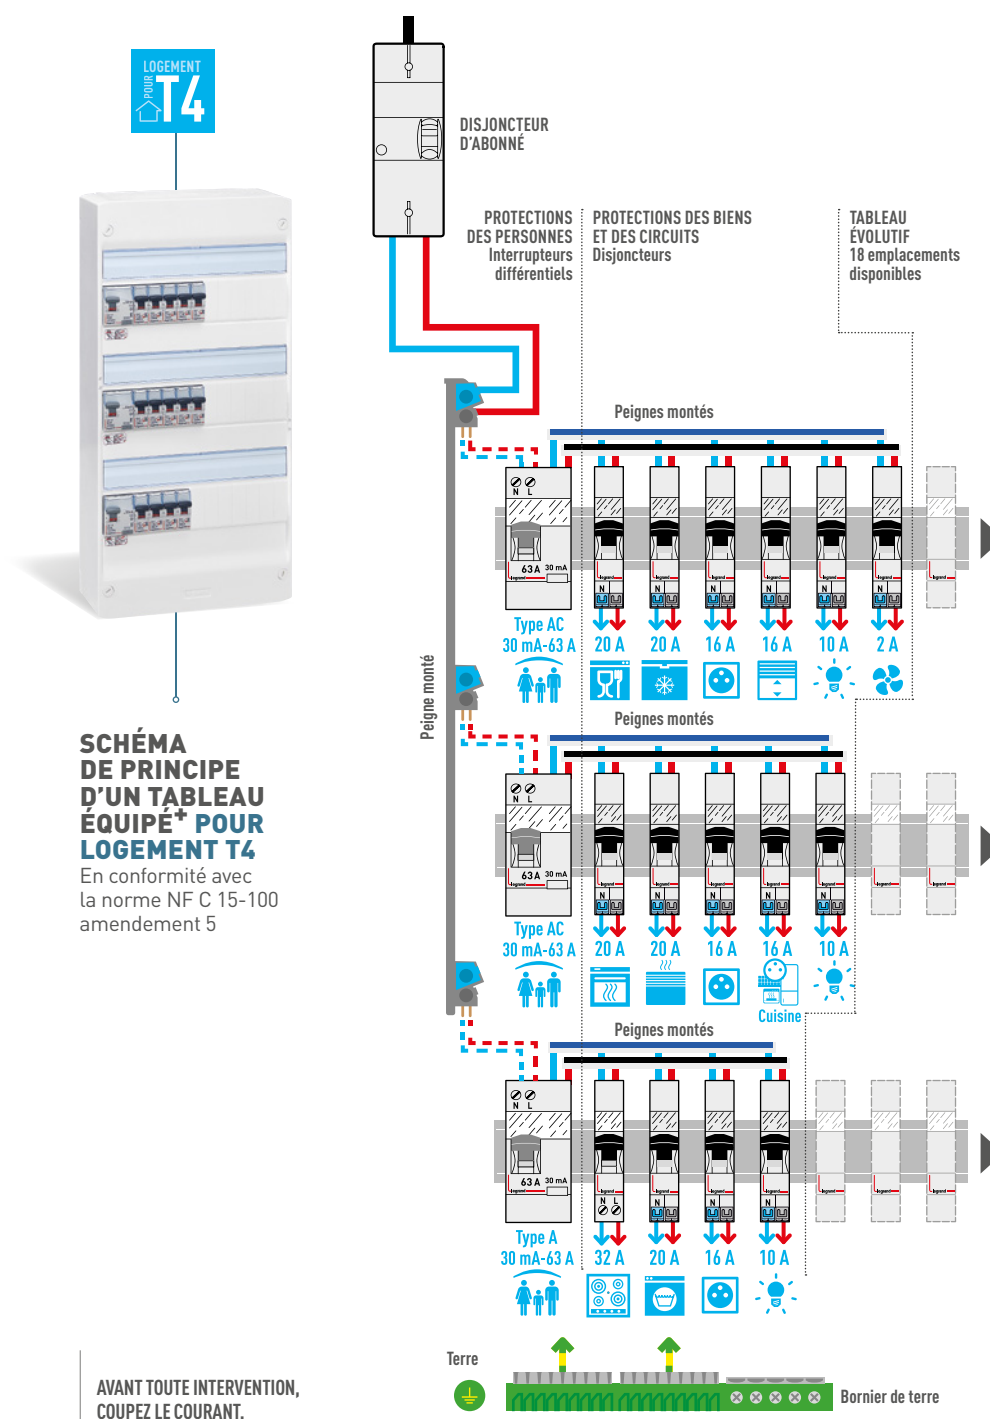 LOGEMENT
POUR
T4
DISJONCTEUR
D'ABONNÉ
PROTECTIONS
DES PERSONNES
Interrupteurs
différentiels
PROTECTIONS DES BIENS
ET DES CIRCUITS
Disjoncteurs
TABLEAU
ÉVOLUTIF
18 emplacements
disponibles
Peignes montés
N L
63 A 30 mA
legrand
N N N N N N
Type AC
30 mA-63 A
20 A 20 A 16 A 16 A 10 A 2 A
Peigne monté
Peignes montés
N L
63 A 30 mA
legrand
N N N N N
Type AC
30 mA-63 A
20 A 20 A 16 A 16 A 10 A
Cuisine
SCHÉMA
DE PRINCIPE
D'UN TABLEAU
ÉQUIPÉ+ POUR
LOGEMENT T4
En conformité avec
la norme NF C 15-100
amendement 5
Peignes montés
N L
63 A 30 mA
legrand
N L N N N
Type A
30 mA-63 A
32 A 20 A 16 A 10 A
Terre
Bornier de terre
AVANT TOUTE INTERVENTION,
COUPEZ LE COURANT.